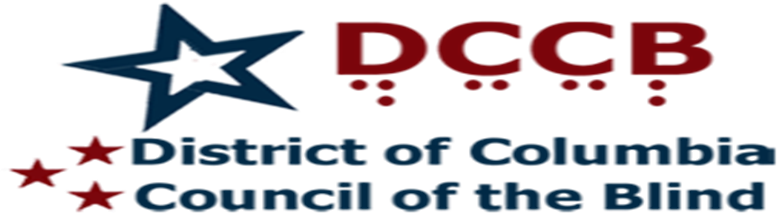 DCCB
⠙⠉⠉⠃
District of Columbia
Council of the Blind